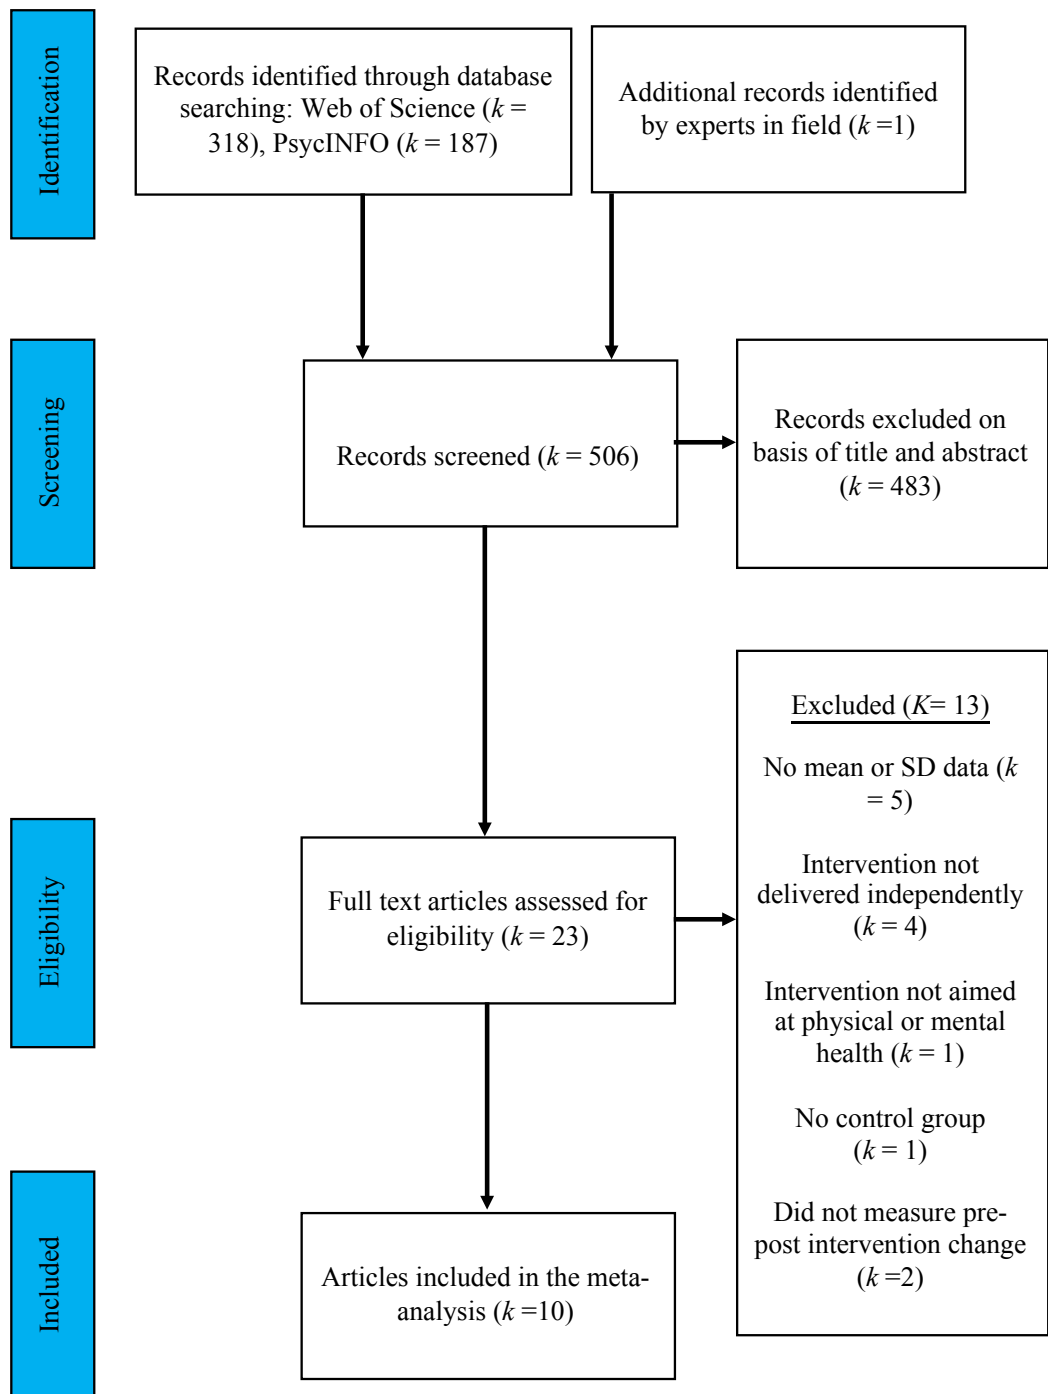 Identification
Records identified through database
searching: Web of Science (k =
318), PsycINFO (k = 187)
Additional records identified
by experts in field (k =1)
Screening
Records screened (k = 506)
Records excluded on
basis of title and abstract
(k = 483)
Eligibility
Full text articles assessed for
eligibility (k = 23)
Excluded (K= 13)
No mean or SD data (k
= 5)
Intervention not
delivered independently
(k = 4)
Intervention not aimed
at physical or mental
health (k = 1)
No control group
(k = 1)
Did not measure pre-
post intervention change
(k =2)
Included
Articles included in the meta-
analysis (k =10)